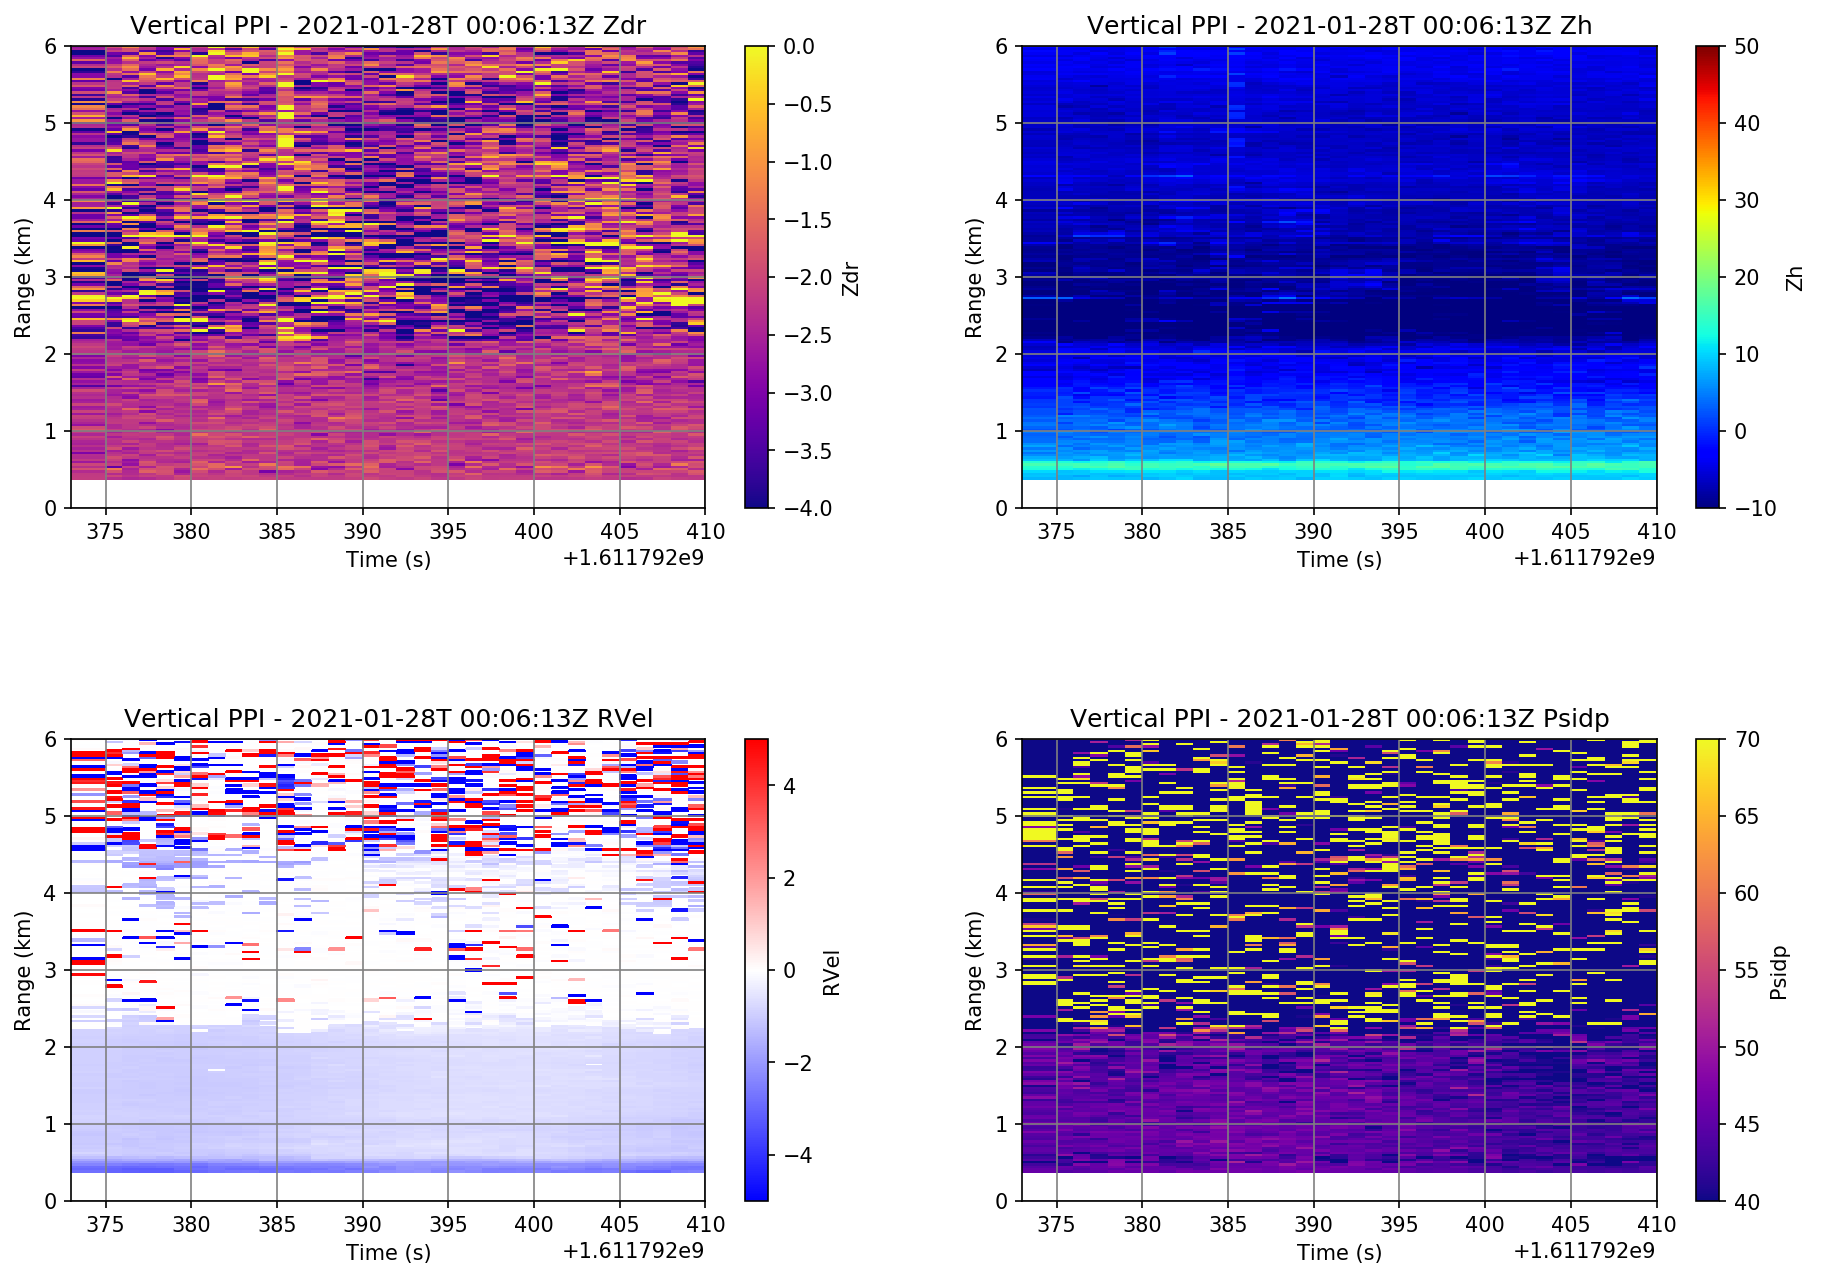 Vertical PPI - 2021-01-28T 00:06:13Z Zdr
6
5
4
3
2
1
0
Range (km)
375 380 385 390 395 400 405 410
Time (s)
+1.611792e9
0.0
−0.5
−1.0
−1.5
−2.0
−2.5
−3.0
−3.5
−4.0
Zdr
Vertical PPI - 2021-01-28T 00:06:13Z Zh
6
5
4
3
2
1
0
Range (km)
375 380 385 390 395 400 405 410
Time (s)
+1.611792e9
50
40
30
20
10
0
−10
Zh
Vertical PPI - 2021-01-28T 00:06:13Z RVel
6
5
4
3
2
1
0
Range (km)
375 380 385 390 395 400 405 410
Time (s)
+1.611792e9
4
2
0
−2
−4
RVel
Vertical PPI - 2021-01-28T 00:06:13Z Psidp
6
5
4
3
2
1
0
Range (km)
375 380 385 390 395 400 405 410
Time (s)
+1.611792e9
70
65
60
55
50
45
40
Psidp